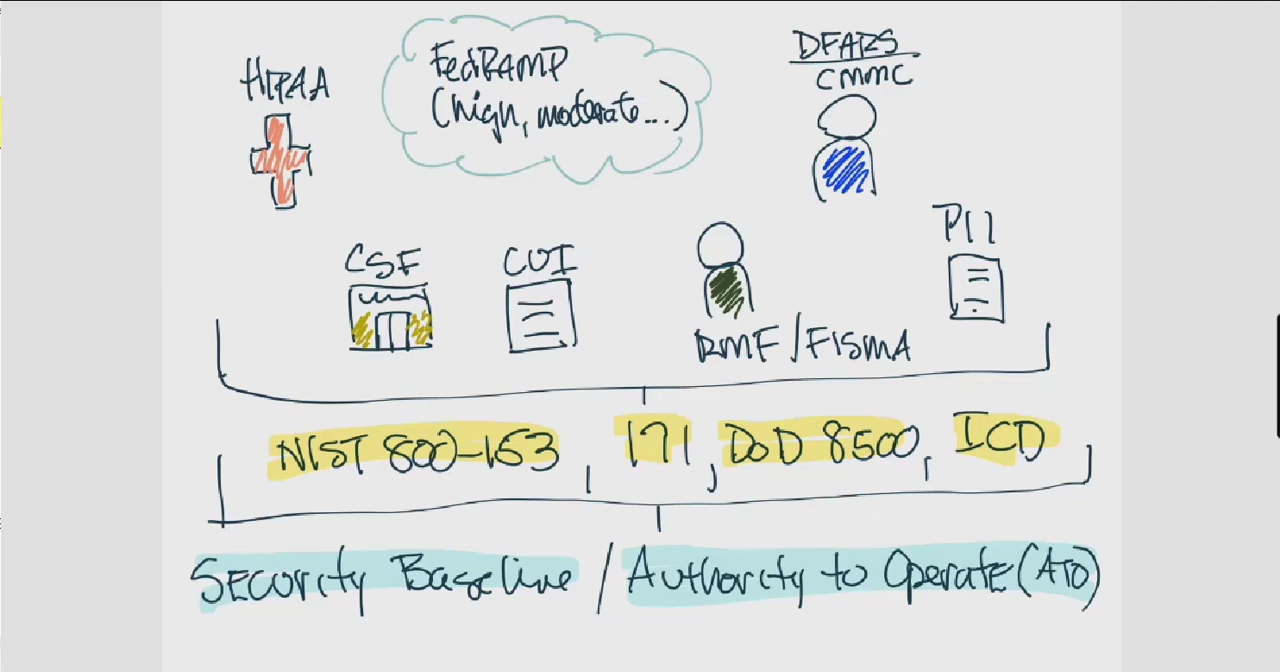 HIPAA
FedRAMP
(high, moderate...)
DFARS
CMMC
CSF
CUI
PII
RMF/FISMA
NIST 800-153, 171, DoD 8500, ICD
Security Baseline / Authority to Operate (ATO)